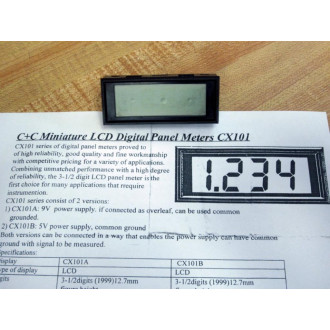 C+C Miniature LCD Digital Panel Meters CX101
CX101 series of digital panel meters proved to
of high reliability, good quality and fine workmanship
with competitive pricing for a variety of applications.
Combining unmatched performance with a high degree
of reliability, the 3-1/2 digit LCD panel meter is the
first choice for many applications that require
instrumention.
1.234
CX101 series consist of 2 versions:
1) CX101A: 9V power supply. if connected as overleaf, can be used common
grounded.
2) CX101B: 5V power supply, common ground
Both versions can be connected in a way that enables the power supply can have common
ground with signal to be measured.
Specifications:
Display CX101A CX101B
type of display LCD LCD
digits 3-1/2digits (1999)12.7mm 3-1/2digits (1999)12.7mm